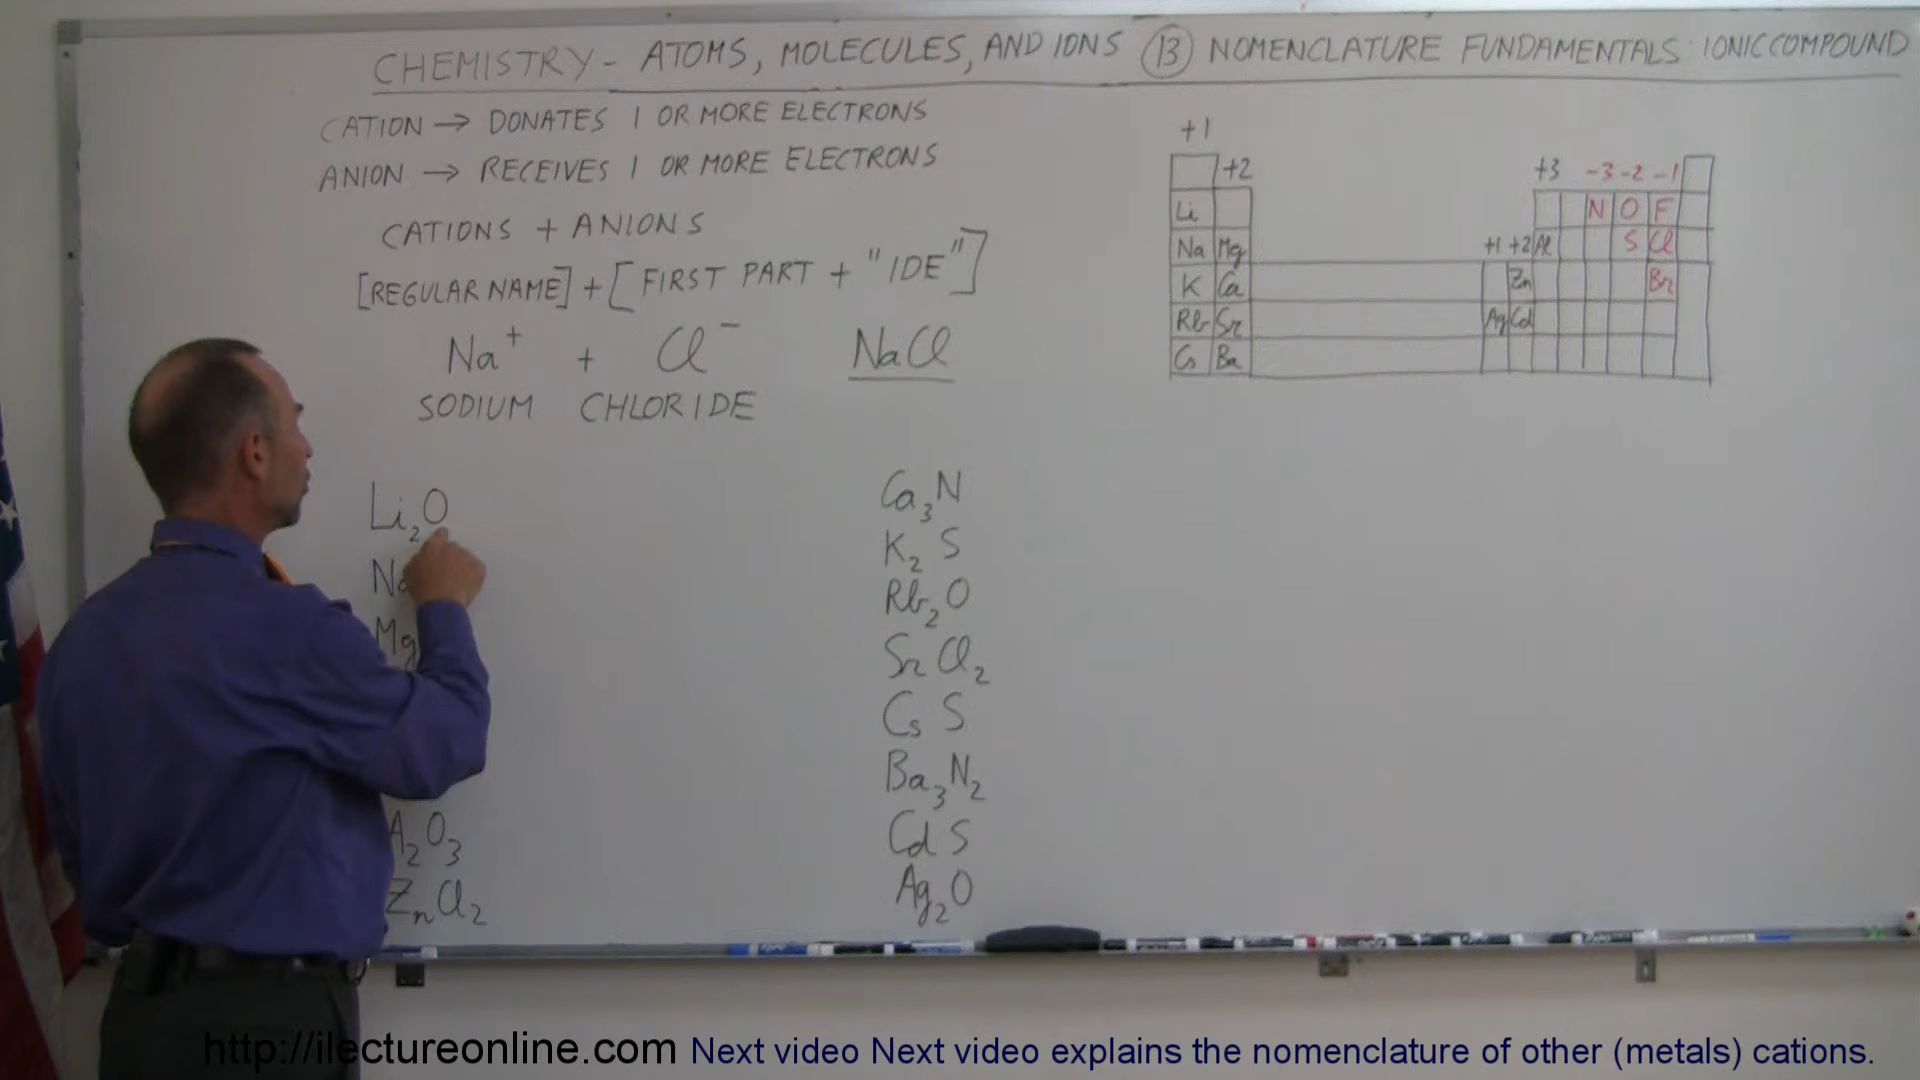 CHEMISTRY - ATOMS, MOLECULES, AND IONS (13) NOMENCLATURE FUNDAMENTALS: IONIC COMPOUND
CATION → DONATES 1 OR MORE ELECTRONS
ANION → RECEIVES 1 OR MORE ELECTRONS
CATIONS + ANIONS
[REGULAR NAME] + [FIRST PART + "IDE"]
Na⁺ + Cl⁻ NaCl
SODIUM CHLORIDE
Li₂O
Na
Mg
A₂O₃
ZnCl₂
Ca₃N
K₂S
Rb₂O
SrCl₂
CsS
Ba₃N₂
CdS
Ag₂O
+1
+2 +3 -3 -2 -1
Li N O F
Na Mg +1 +2 Al S Cl
K Ca Zn Br
Rb Sr Ag Cd
Cs Ba
http://ilectureonline.com Next video Next video explains the nomenclature of other (metals) cations.